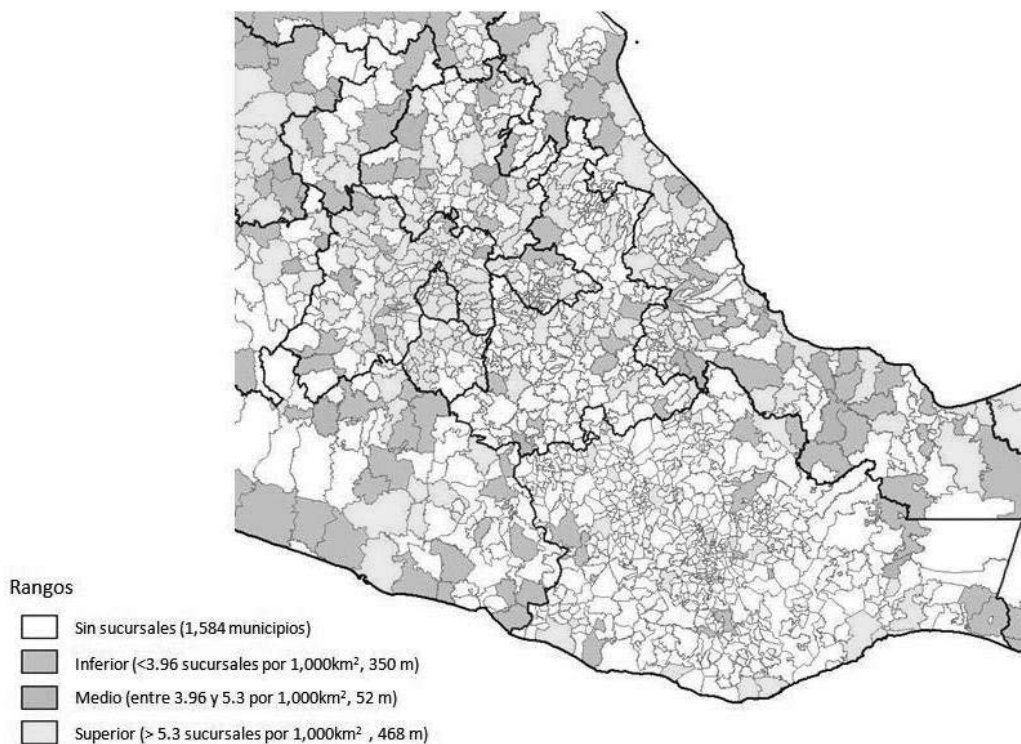 Rangos
Sin sucursales (1,584 municipios)
Inferior (<3.96 sucursales por 1,000km², 350 m)
Medio (entre 3.96 y 5.3 por 1,000km², 52 m)
Superior (> 5.3 sucursales por 1,000km² , 468 m)